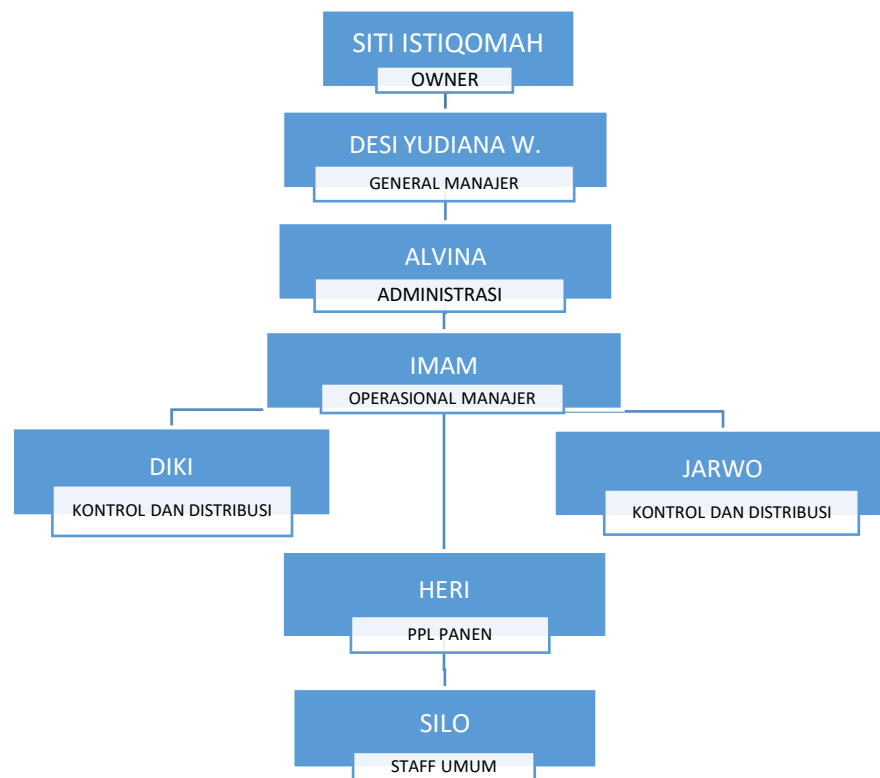 SITI ISTIQOMAH
OWNER
DESI YUDIANA W.
GENERAL MANAJER
ALVINA
ADMINISTRASI
IMAM
OPERASIONAL MANAJER
DIKI
KONTROL DAN DISTRIBUSI
JARWO
KONTROL DAN DISTRIBUSI
HERI
PPL PANEN
SILO
STAFF UMUM